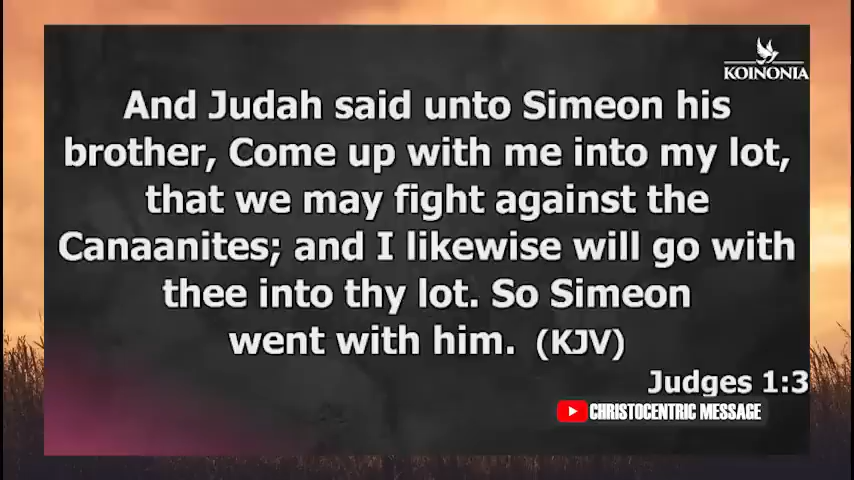 KOINONIA
And Judah said unto Simeon his
brother, Come up with me into my lot,
that we may fight against the
Canaanites; and I likewise will go with
thee into thy lot. So Simeon
went with him. (KJV)
Judges 1:3
CHRISTOCENTRIC MESSAGE